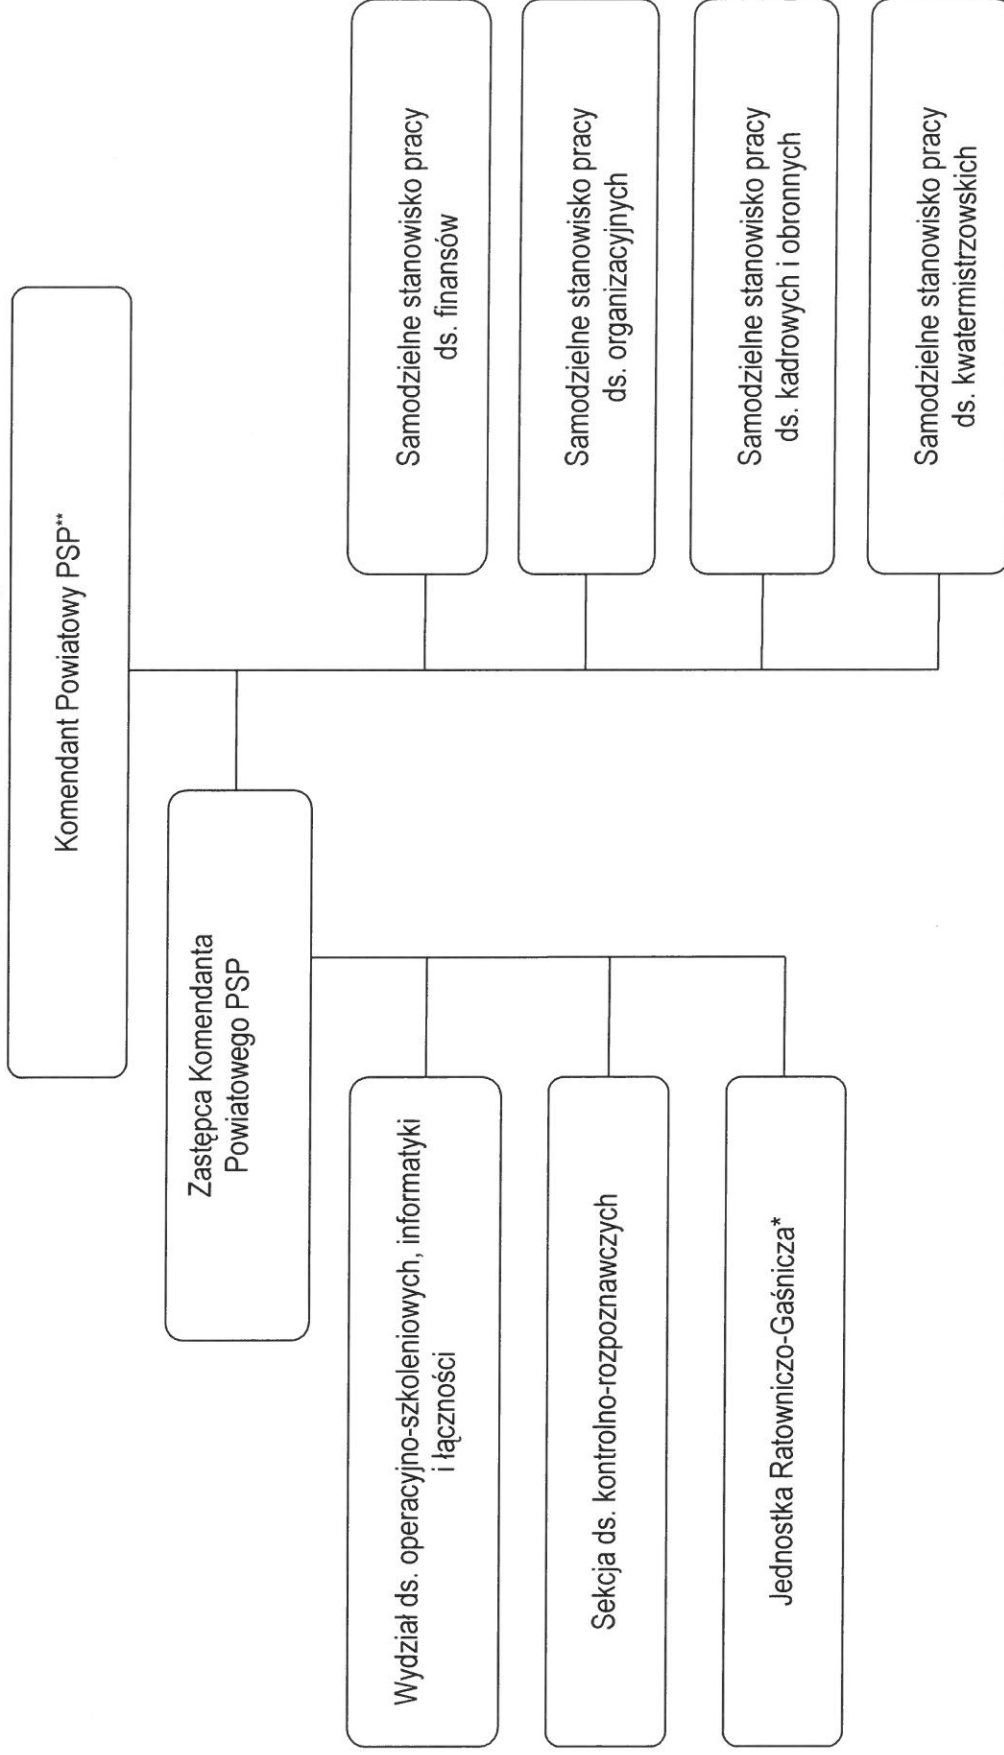 Komendant Powiatowy PSP**
Zastępca Komendanta
Powiatowego PSP
Wydział ds. operacyjno-szkoleniowych, informatyki
i łączności
Sekcja ds. kontrolno-rozpoznawczych
Jednostka Ratowniczo-Gaśnicza*
Samodzielne stanowisko pracy
ds. finansów
Samodzielne stanowisko pracy
ds. organizacyjnych
Samodzielne stanowisko pracy
ds. kadrowych i obronnych
Samodzielne stanowisko pracy
ds. kwatermistrzowskich